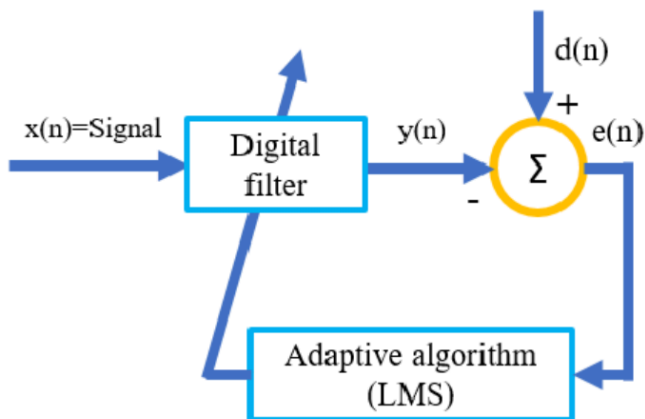 d(n)
x(n)=Signal
y(n)
+
e(n)
Digital
filter
Σ
-
Adaptive algorithm
(LMS)